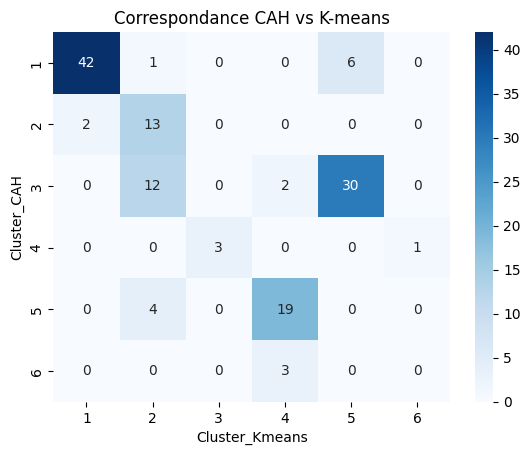 Correspondance CAH vs K-means
Cluster_CAH
1 42 1 0 0 6 0
2 2 13 0 0 0 0
3 0 12 0 2 30 0
4 0 0 3 0 0 1
5 0 4 0 19 0 0
6 0 0 0 3 0 0
1 2 3 4 5 6
Cluster_Kmeans
40
35
30
25
20
15
10
5
0